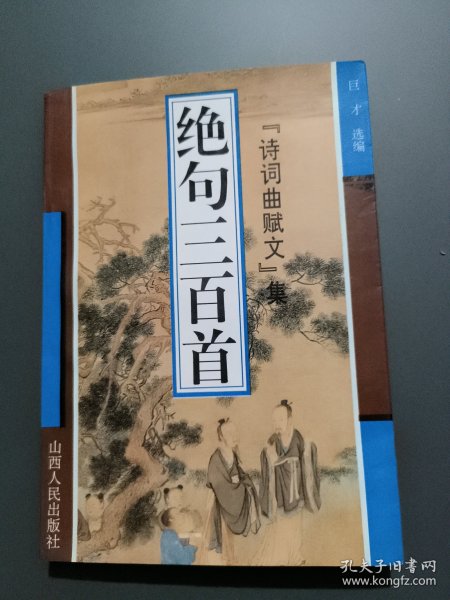 巨才 选编
『诗词曲赋文』集
绝句三百首
山西人民出版社
孔夫子旧书网
www.kongfz.com